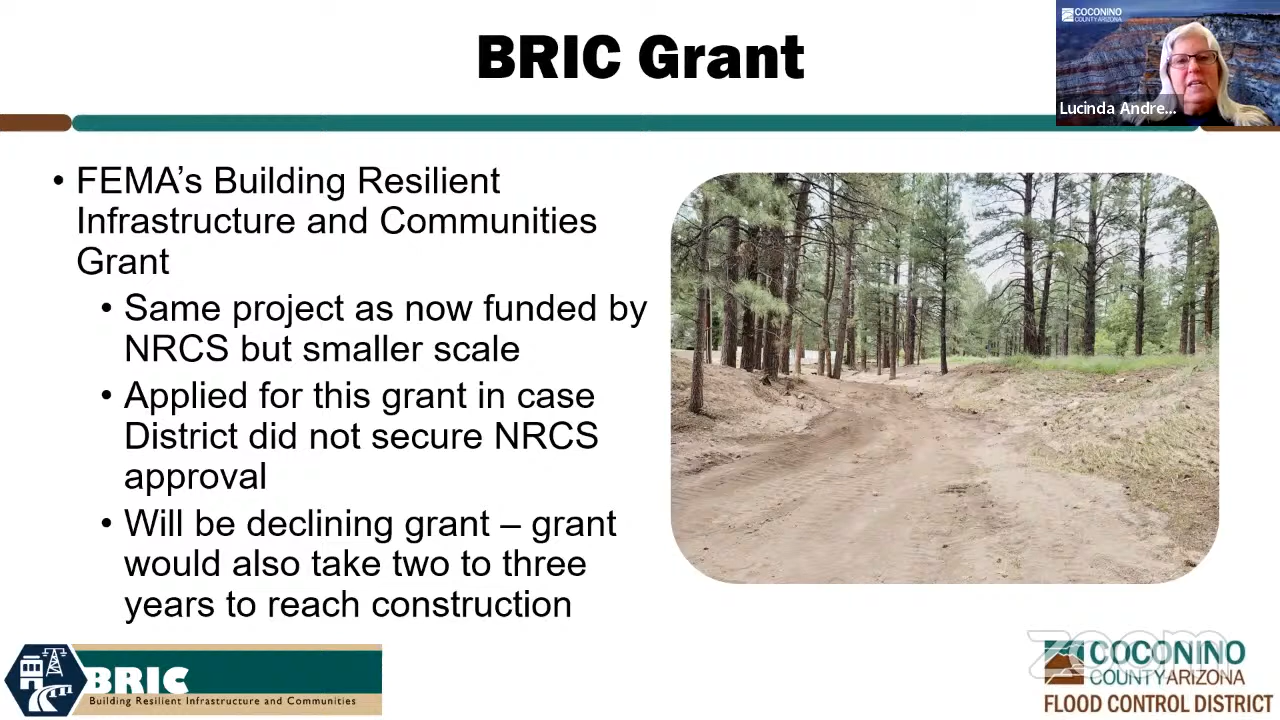 BRIC Grant
COCONINO
COUNTY ARIZONA
Lucinda Andre...
• FEMA’s Building Resilient
Infrastructure and Communities
Grant
• Same project as now funded by
NRCS but smaller scale
• Applied for this grant in case
District did not secure NRCS
approval
• Will be declining grant – grant
would also take two to three
years to reach construction
BRIC
Building Resilient Infrastructure and Communities
zoom
COCONINO
COUNTY ARIZONA
FLOOD CONTROL DISTRICT